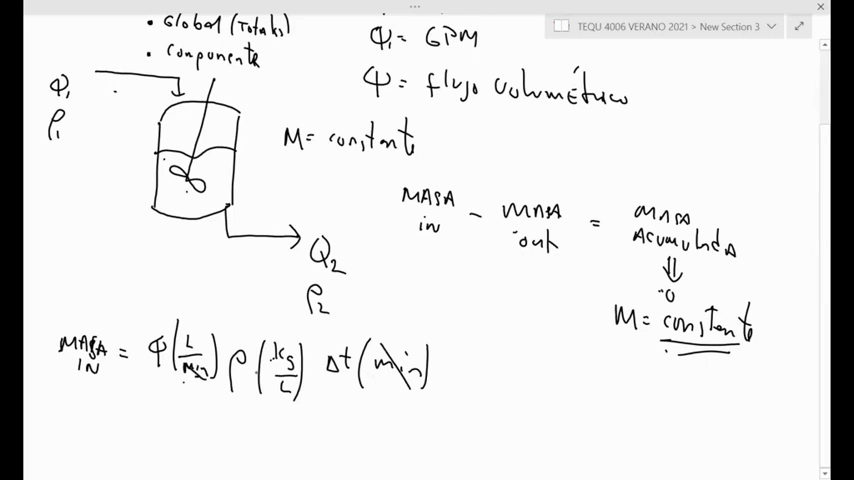 TEQU 4006 VERANO 2021 > New Section 3
• Global (Totales)
• componente
φ₁ = GPM
φ = flujo volumétrico
φ₁
ρ₁
M = constante
MASA in - MASA out = MASA Acumulada
⇓
0
M = constante
Q₂
ρ₂
MASA IN = φ (L/min) ρ (kg/L) Δt (min)